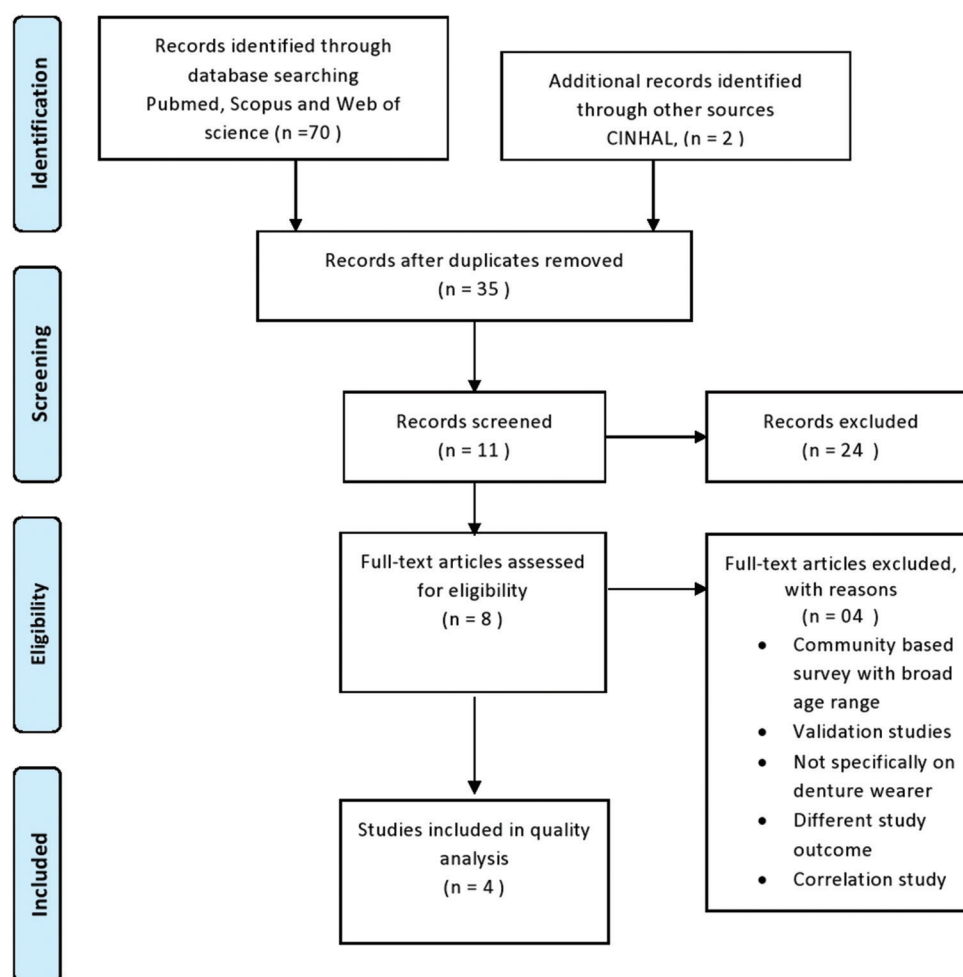 Identification
Records identified through
database searching
Pubmed, Scopus and Web of
science (n =70 )
Additional records identified
through other sources
CINHAL, (n = 2 )
Records after duplicates removed
(n = 35 )
Screening
Records screened
(n = 11 )
Records excluded
(n = 24 )
Eligibility
Full-text articles assessed
for eligibility
(n = 8 )
Full-text articles excluded,
with reasons
(n = 04 )
• Community based
survey with broad
age range
• Validation studies
• Not specifically on
denture wearer
• Different study
outcome
• Correlation study
Included
Studies included in quality
analysis
(n = 4 )